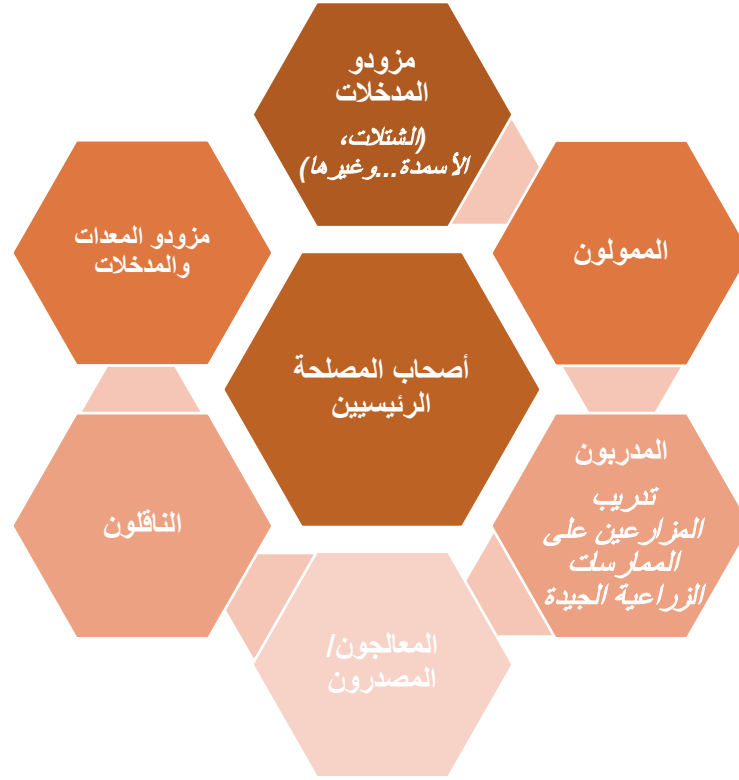 مزودو
المدخلات
(الشتلات،
الأسمدة...وغيرها)
الممولون
المدربون
تدريب
المزارعين على
الممارسات
الزراعية الجيدة
المعالجون/
المصدرون
الناقلون
مزودو المعدات
والمدخلات
أصحاب المصلحة
الرئيسيين